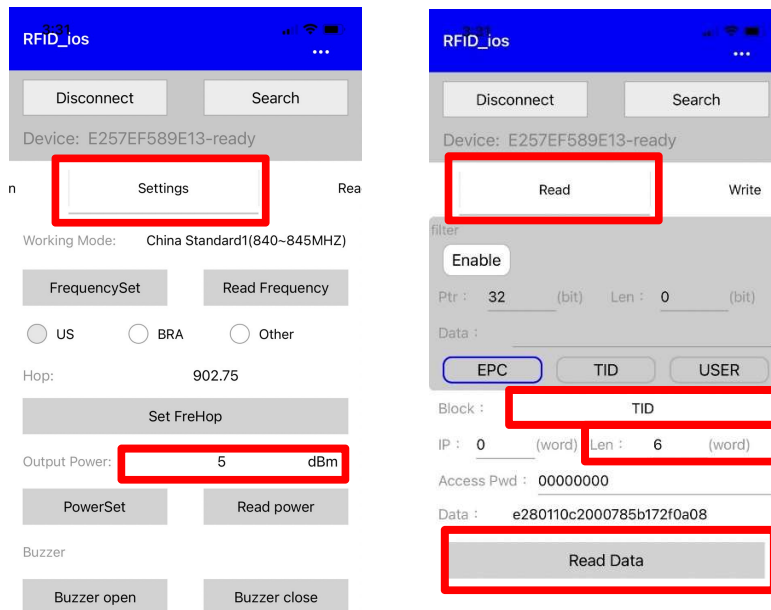 RFID_ios
...
Disconnect Search
Device: E257EF589E13-ready
n Settings Rea
Working Mode: China Standard1(840~845MHZ)
FrequencySet Read Frequency
US BRA Other
Hop: 902.75
Set FreHop
Output Power: 5 dBm
PowerSet Read power
Buzzer
Buzzer open Buzzer close
RFID_ios
...
Disconnect Search
Device: E257EF589E13-ready
Read Write
filter
Enable
Ptr： 32 (bit) Len： 0 (bit)
Data：
EPC TID USER
Block： TID
IP： 0 (word) Len： 6 (word)
Access Pwd： 00000000
Data： e280110c2000785b172f0a08
Read Data